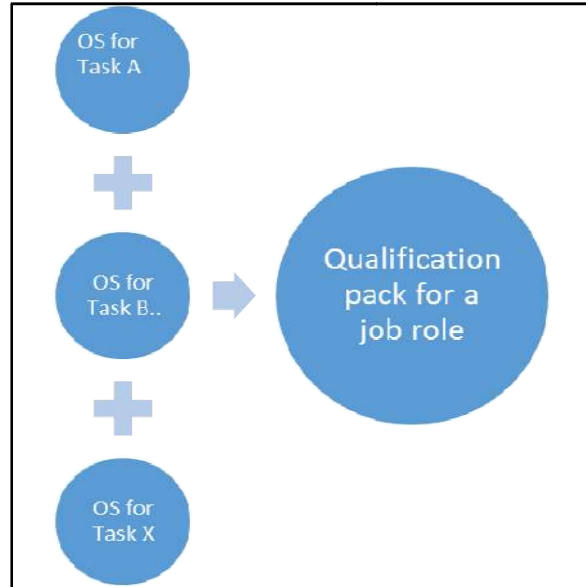 OS for
Task A
OS for
Task B..
OS for
Task X
Qualification
pack for a
job role